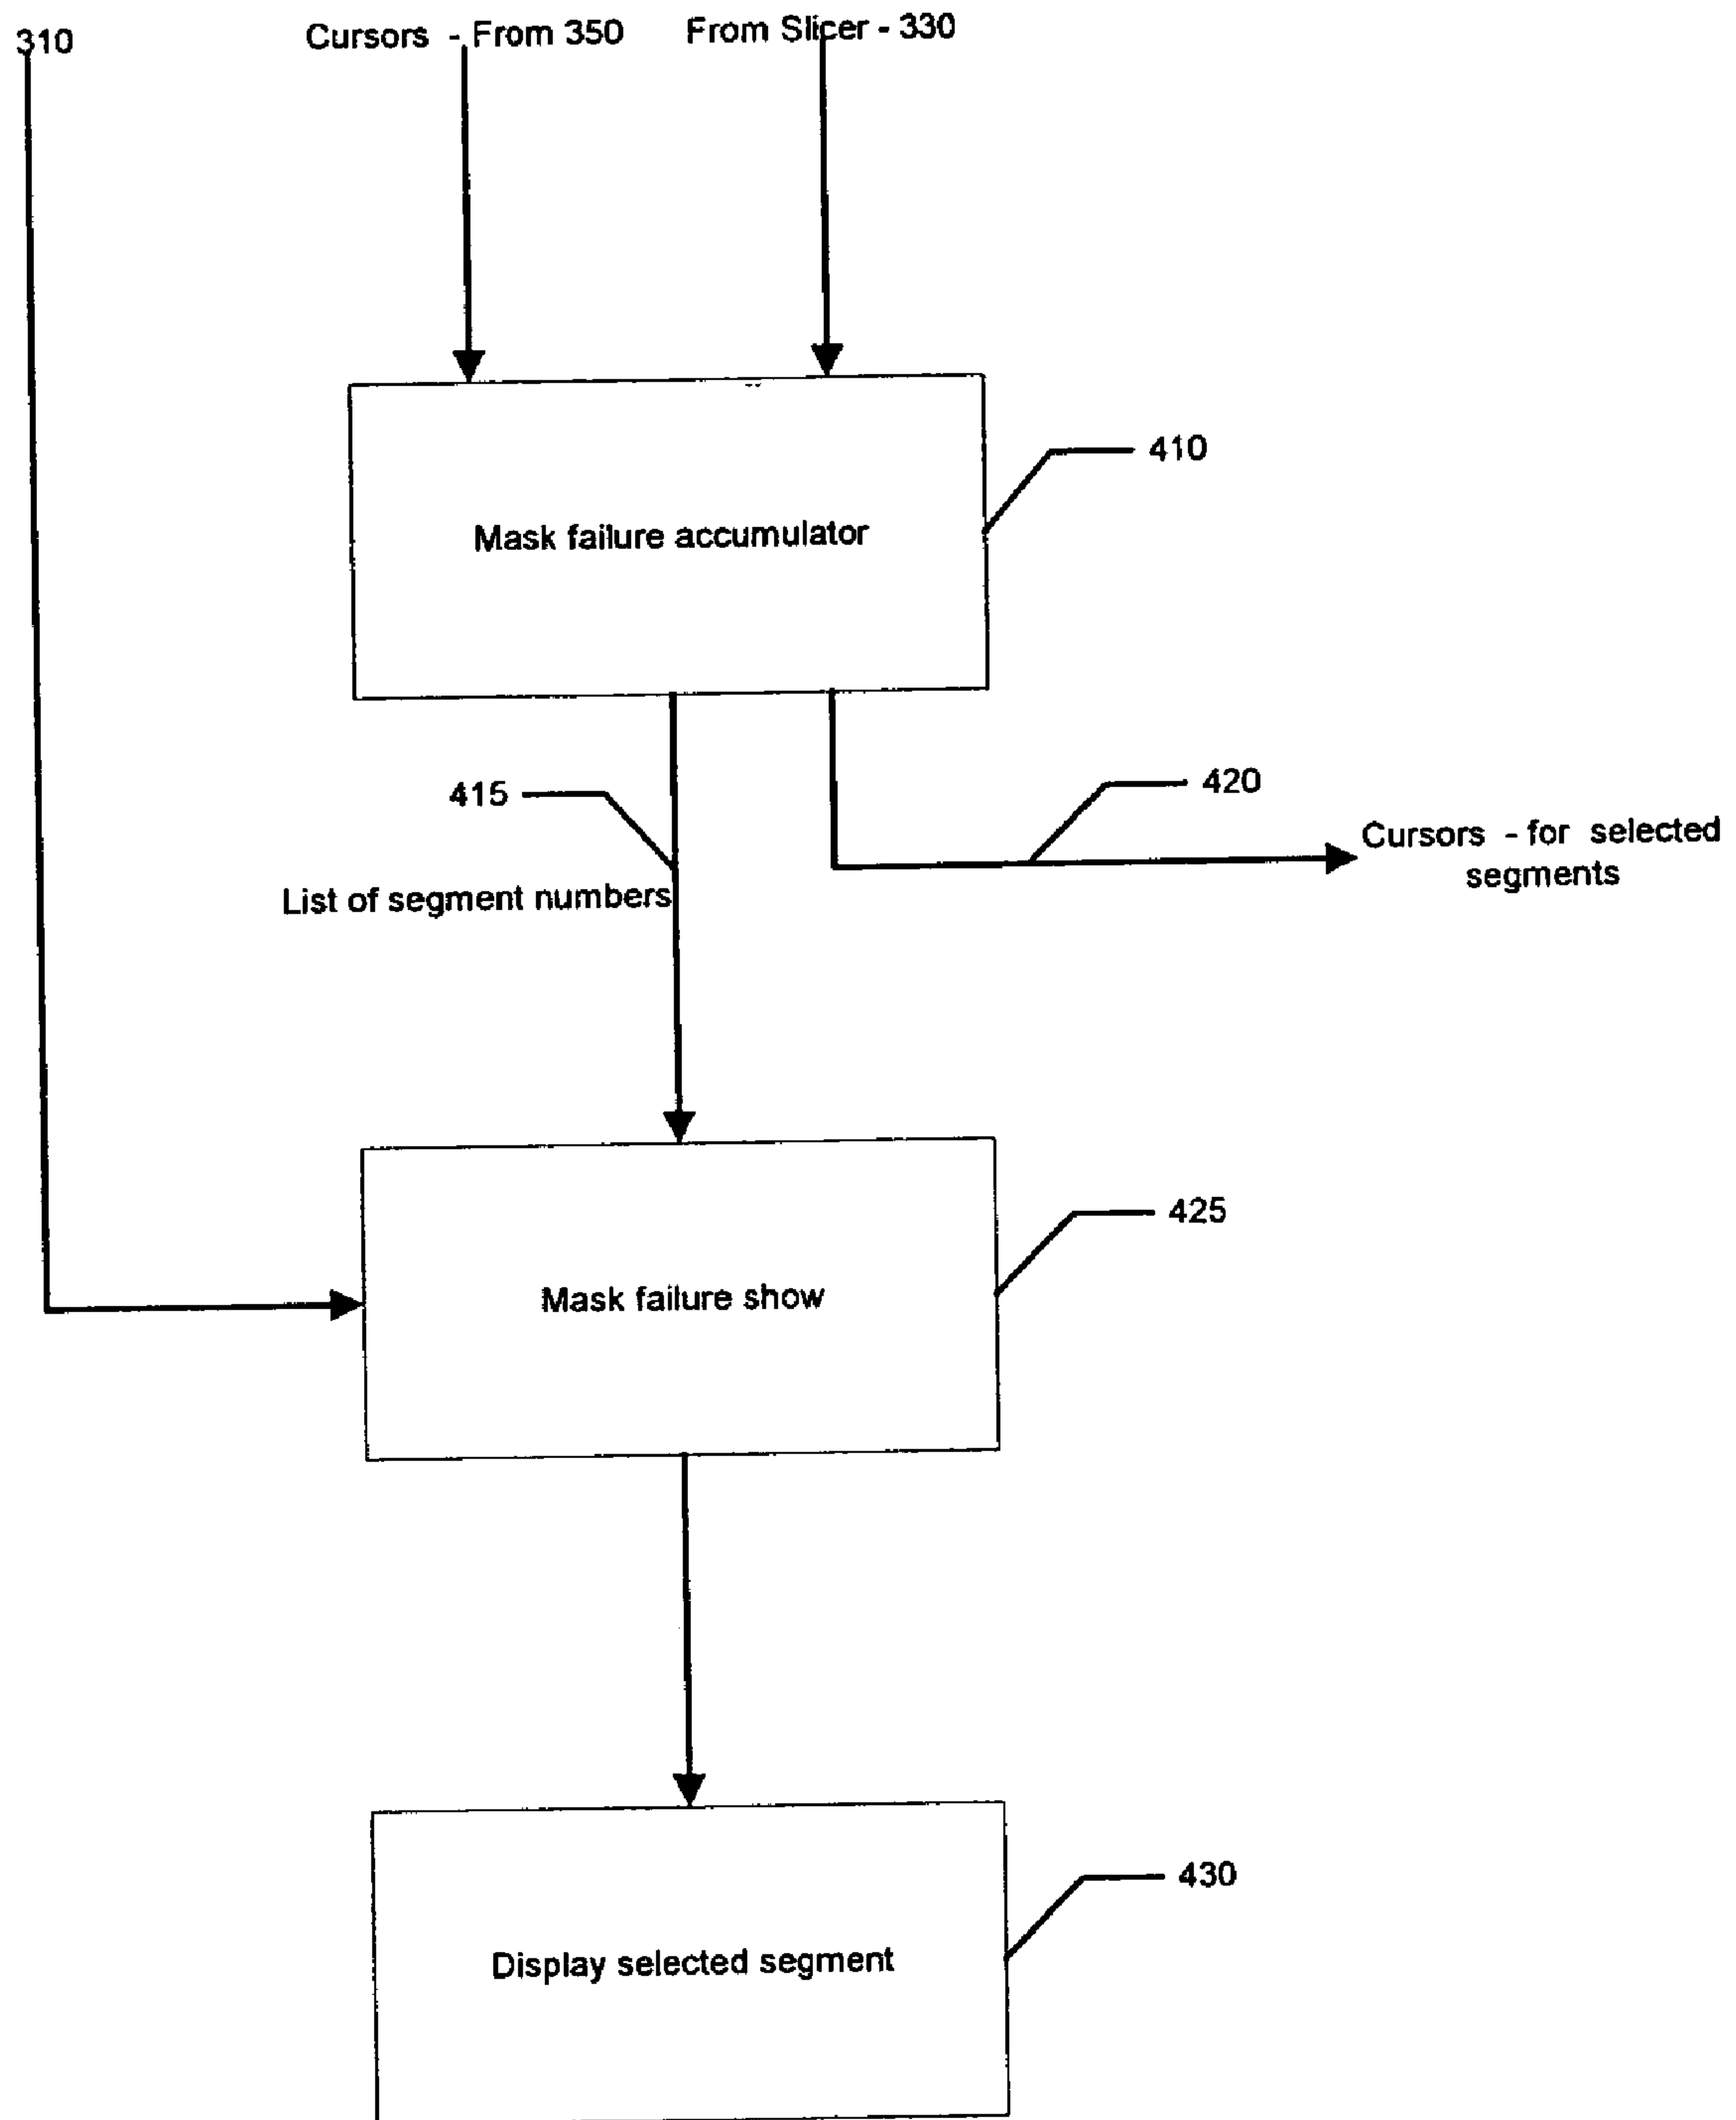 310
Cursors - From 350
From Slicer - 330
410
Mask failure accumulator
415
420
Cursors - for selected
segments
List of segment numbers
425
Mask failure show
430
Display selected segment